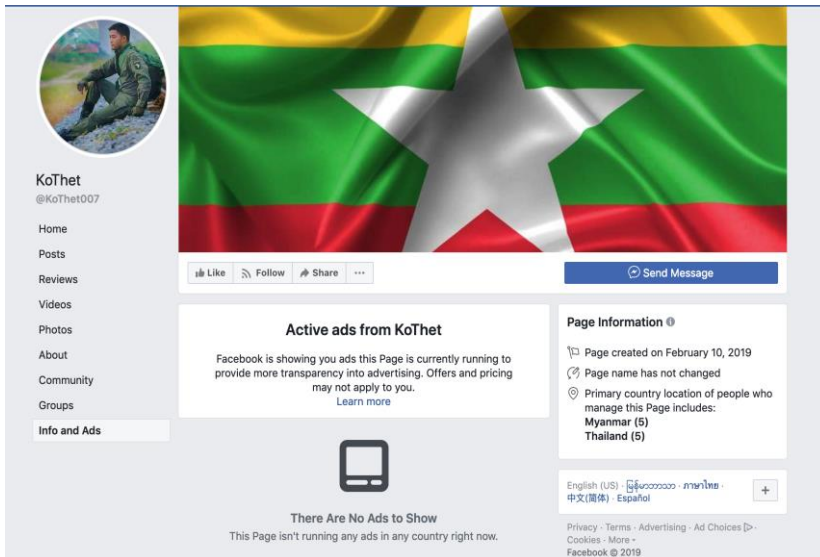 KoThet
@KoThet007
Home
Posts
Reviews
Videos
Photos
About
Community
Groups
Info and Ads
Like
Follow
Share
Send Message
Active ads from KoThet
Facebook is showing you ads this Page is currently running to
provide more transparency into advertising. Offers and pricing
may not apply to you.
Learn more
There Are No Ads to Show
This Page isn't running any ads in any country right now.
Page Information
Page created on February 10, 2019
Page name has not changed
Primary country location of people who
manage this Page includes:
Myanmar (5)
Thailand (5)
English (US) · မြန်မာဘာသာ · ภาษาไทย ·
中文(简体) · Español
Privacy · Terms · Advertising · Ad Choices ·
Cookies · More
Facebook © 2019